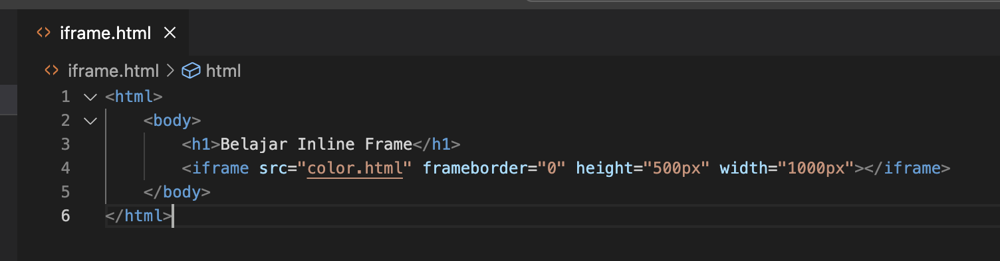 iframe.html
iframe.html > html
1 <html>
2 <body>
3 <h1>Belajar Inline Frame</h1>
4 <iframe src="color.html" frameborder="0" height="500px" width="1000px"></iframe>
5 </body>
6 </html>